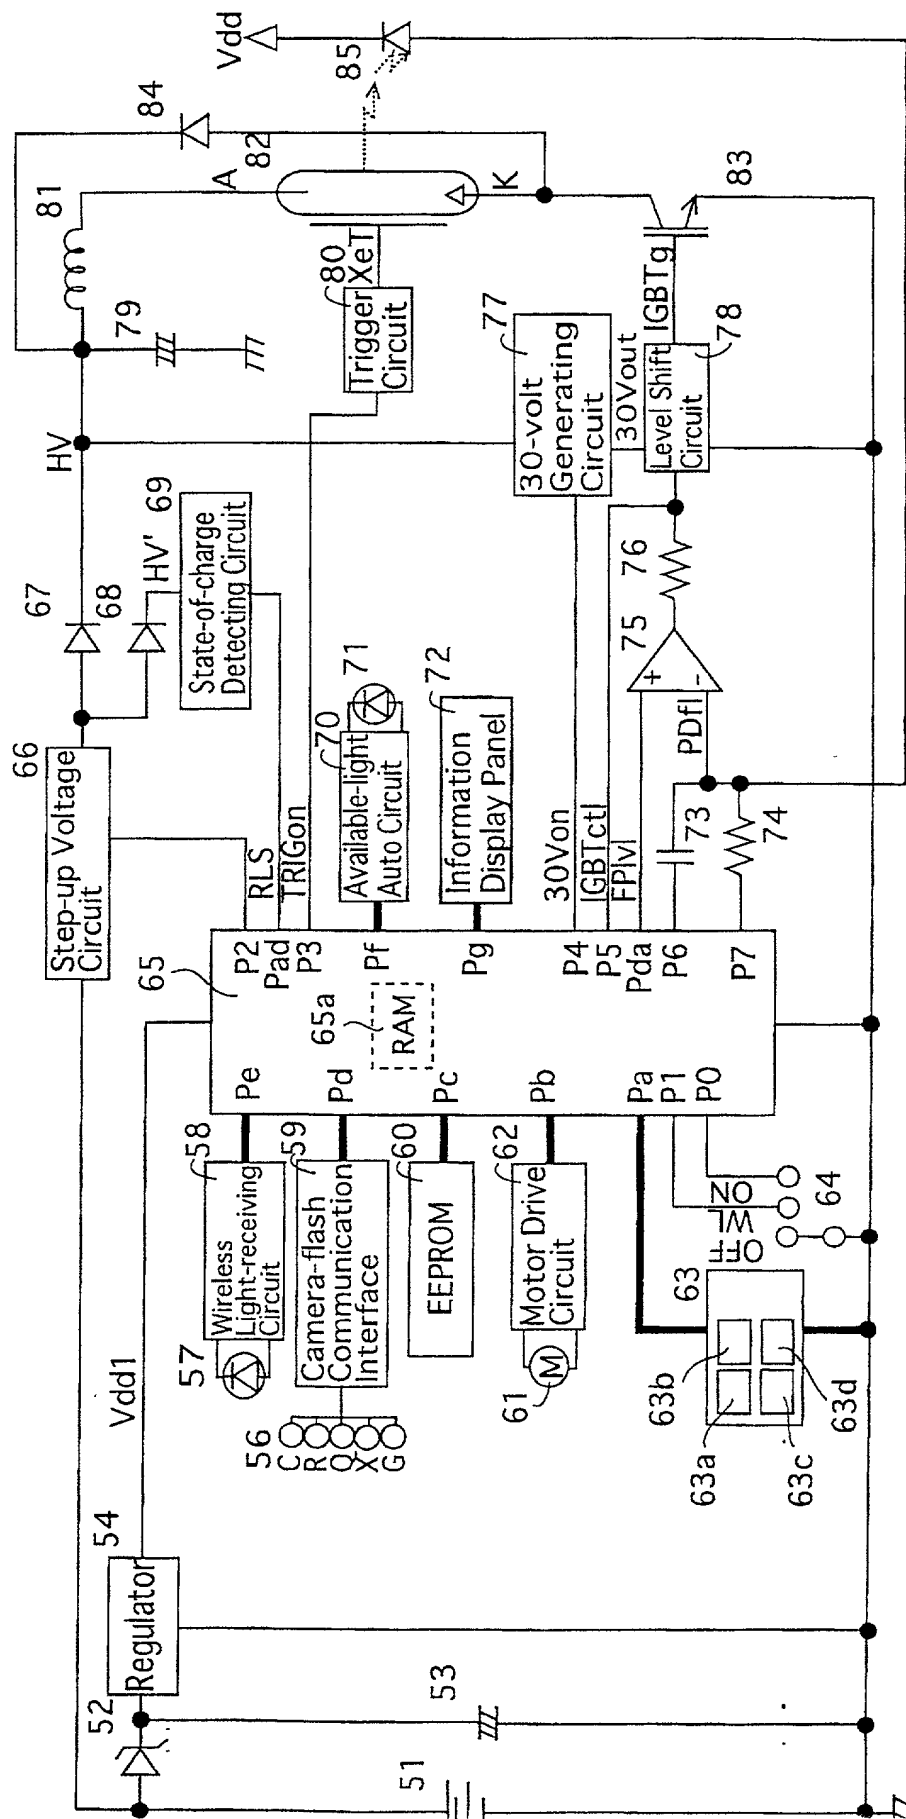 51
52
53
Regulator
54
Vdd1
56
C
R
Q
X
G
57
Wireless
Light-receiving
Circuit
58
Camera-flash
Communication
Interface
59
EEPROM
60
61
M
Motor Drive
Circuit
62
63
63a
63b
63c
63d
OFF
WL
ON
64
65
65a
RAM
Pe
Pd
Pc
Pb
Pa
P1
P0
P2
Pad
P3
Pf
Pg
P4
P5
Pda
P6
P7
Step-up Voltage
Circuit
66
67
68
HV'
State-of-charge
Detecting Circuit
69
RLS
TRIGon
Available-light
Auto Circuit
70
71
Information
Display Panel
72
30Von
IGBTctl
FPlvl
73
74
PDfl
+
-
75
76
30-volt
Generating
Circuit
77
30Vout
Level Shift
Circuit
78
IGBTg
HV
79
Trigger
Circuit
80
XeT
81
A
82
K
83
84
85
Vdd